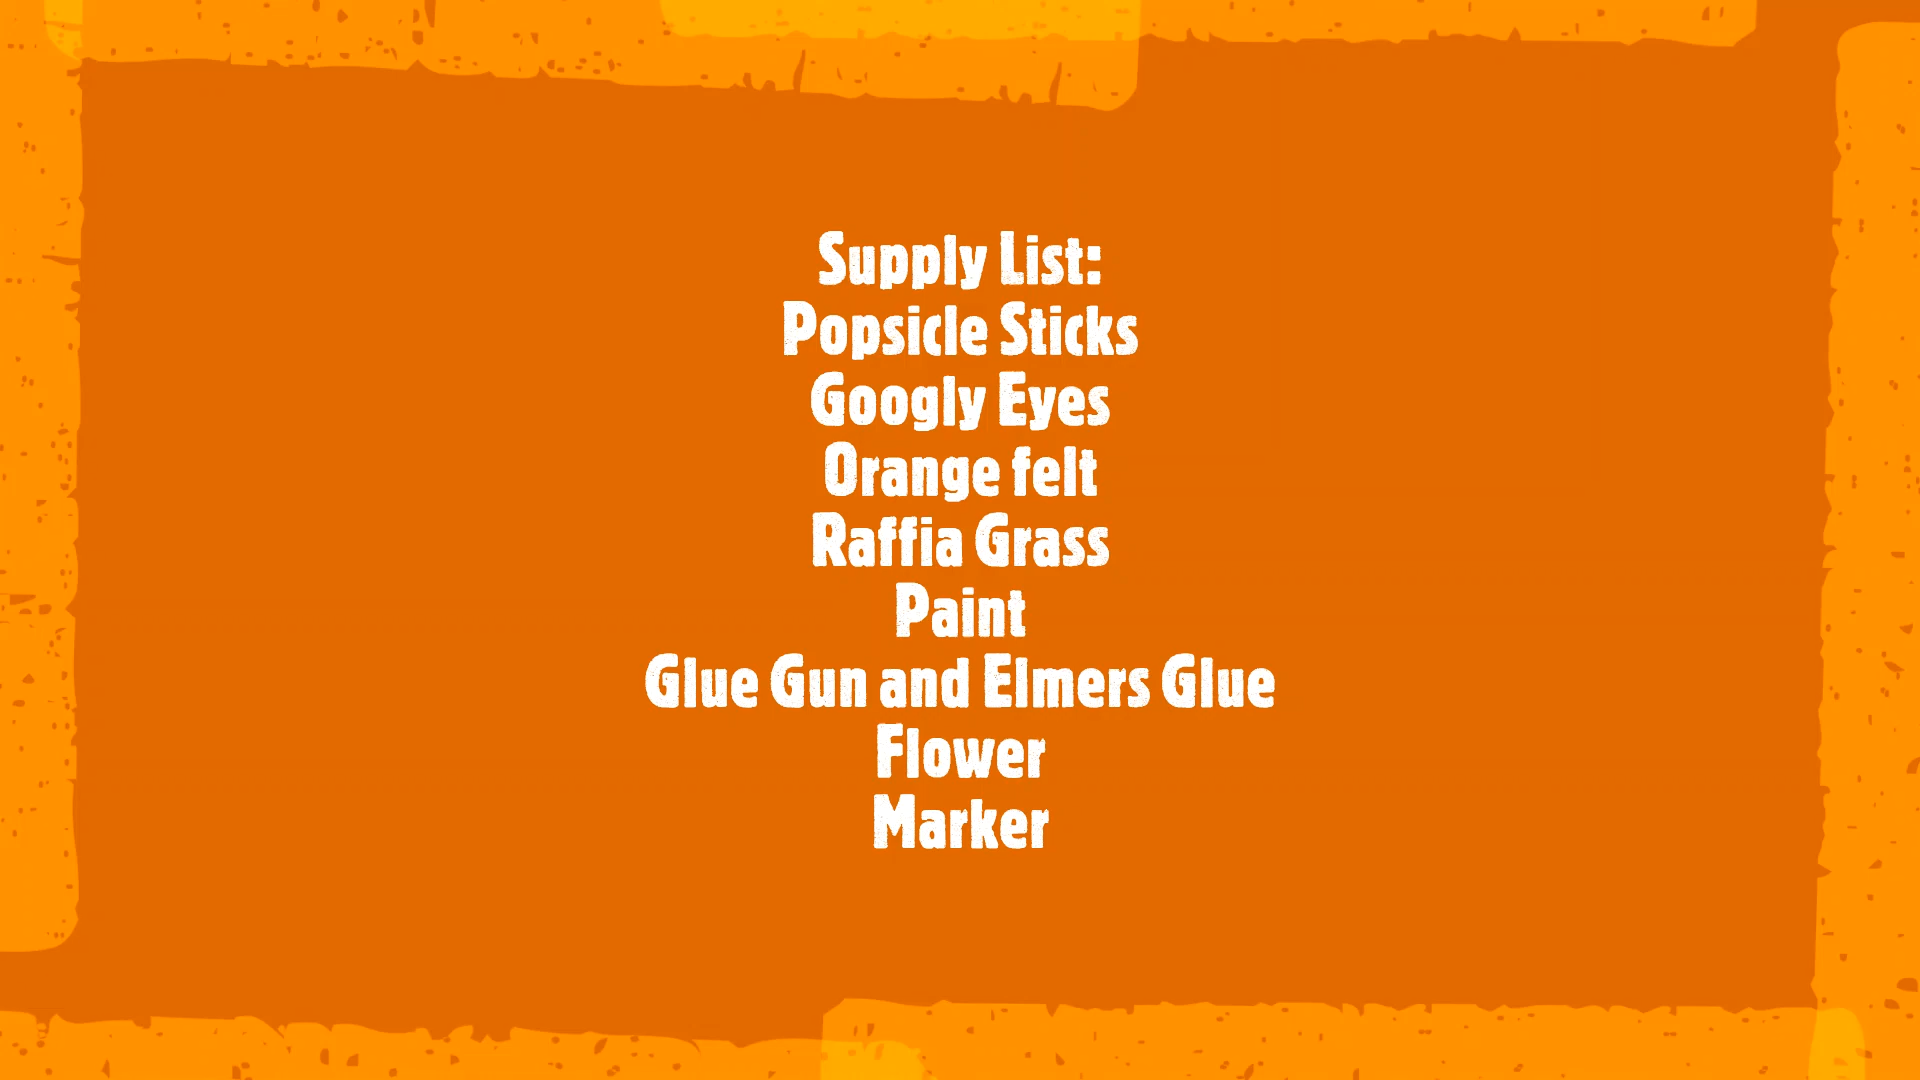 Supply List:
Popsicle Sticks
Googly Eyes
Orange felt
Raffia Grass
Paint
Glue Gun and Elmers Glue
Flower
Marker